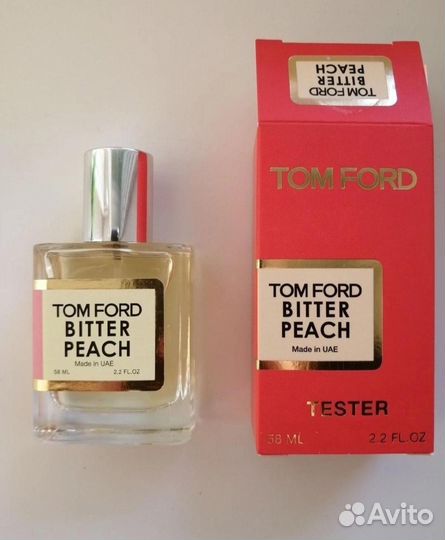 TOM FORD
BITTER
PEACH
TOM FORD
TOM FORD
BITTER
PEACH
Made in UAE
58 ML 2.2 FL.OZ
TOM FORD
BITTER
PEACH
Made in UAE
TESTER
58 ML 2.2 FL.OZ
Avito